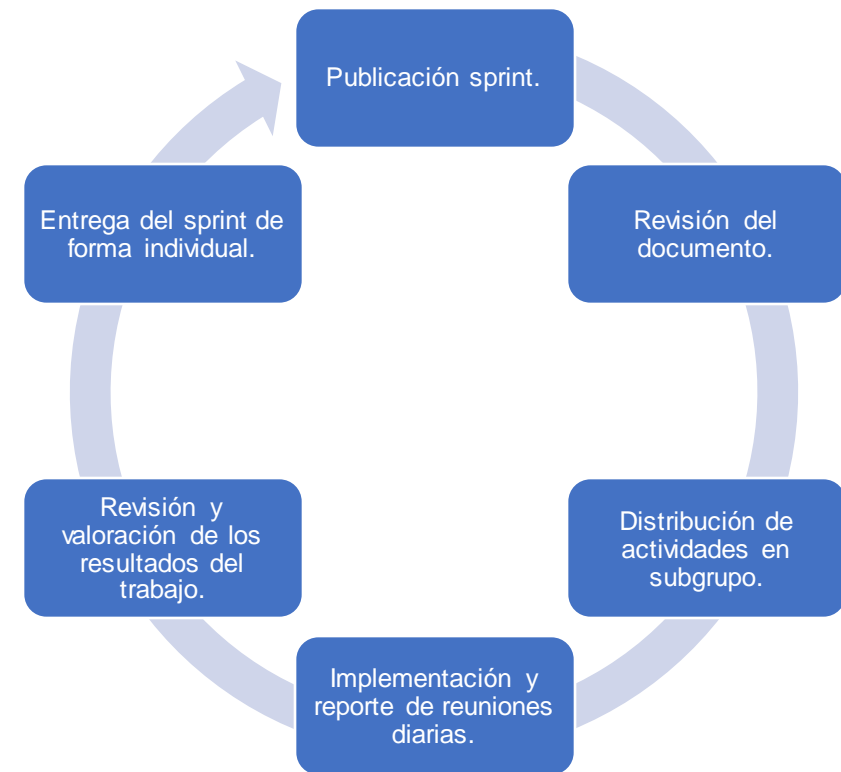 Publicación sprint.
Revisión del
documento.
Distribución de
actividades en
subgrupo.
Implementación y
reporte de reuniones
diarias.
Revisión y
valoración de los
resultados del
trabajo.
Entrega del sprint de
forma individual.